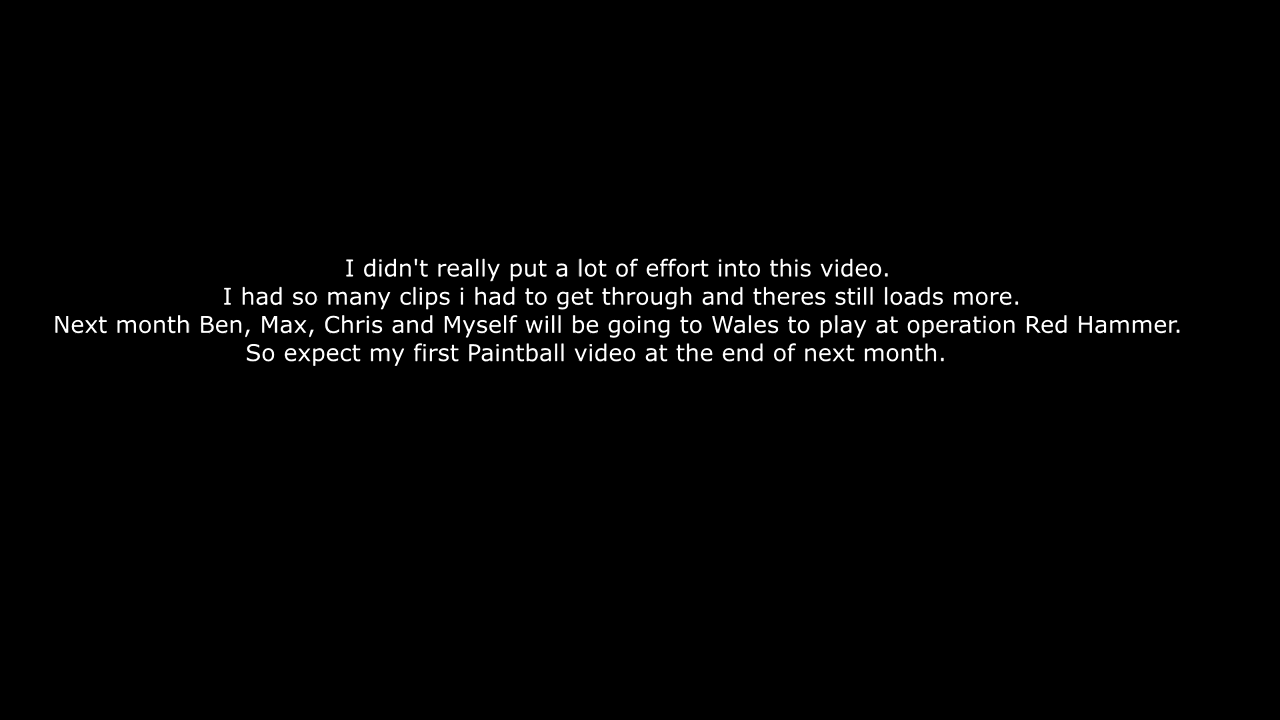 I didn't really put a lot of effort into this video.
I had so many clips i had to get through and theres still loads more.
Next month Ben, Max, Chris and Myself will be going to Wales to play at operation Red Hammer.
So expect my first Paintball video at the end of next month.